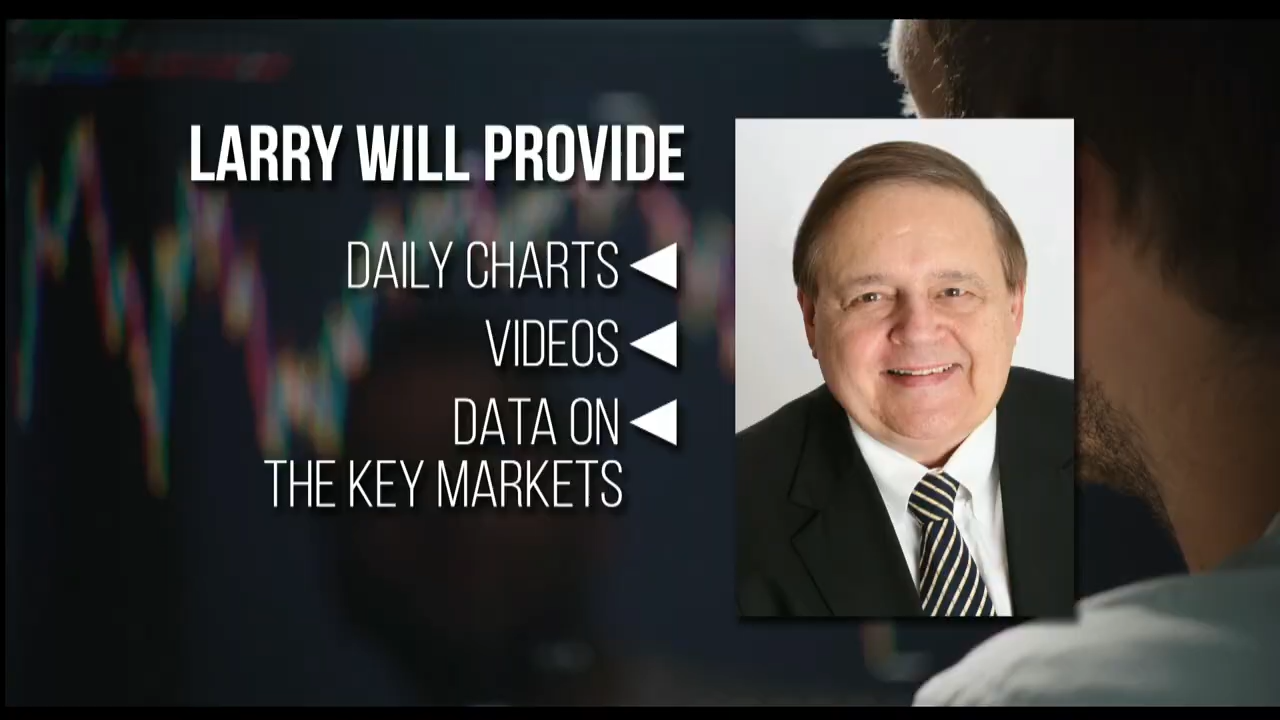 LARRY WILL PROVIDE
DAILY CHARTS
VIDEOS
DATA ON
THE KEY MARKETS